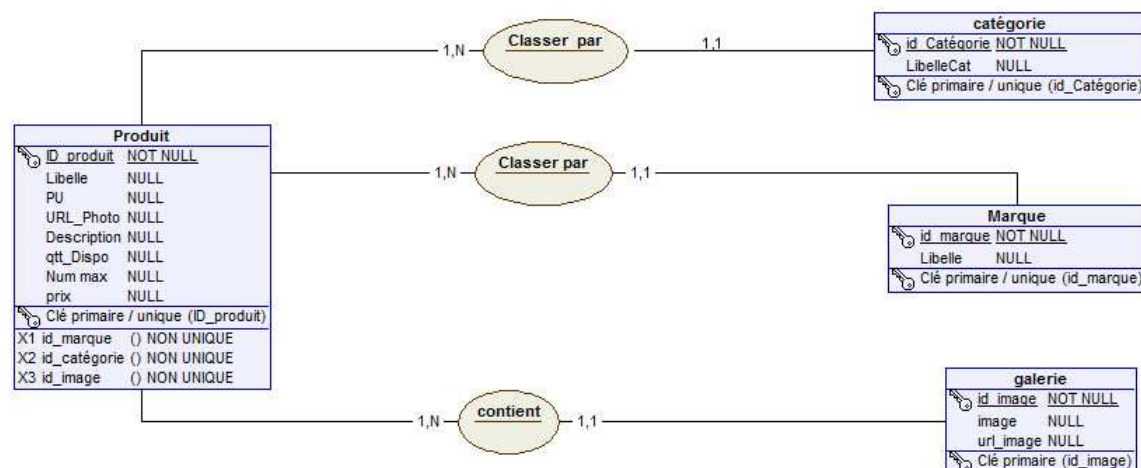 catégorie
id_Catégorie NOT NULL
LibelleCat NULL
Clé primaire / unique (id_Catégorie)
Classer par
1,N
1,1
Produit
ID_produit NOT NULL
Libelle NULL
PU NULL
URL_Photo NULL
Description NULL
qtt_Dispo NULL
Num max NULL
prix NULL
Clé primaire / unique (ID_produit)
X1 id_marque () NON UNIQUE
X2 id_catégorie () NON UNIQUE
X3 id_image () NON UNIQUE
Classer par
1,N
1,1
Marque
id_marque NOT NULL
Libelle NULL
Clé primaire / unique (id_marque)
contient
1,N
1,1
galerie
id_image NOT NULL
image NULL
url_image NULL
Clé primaire (id_image)